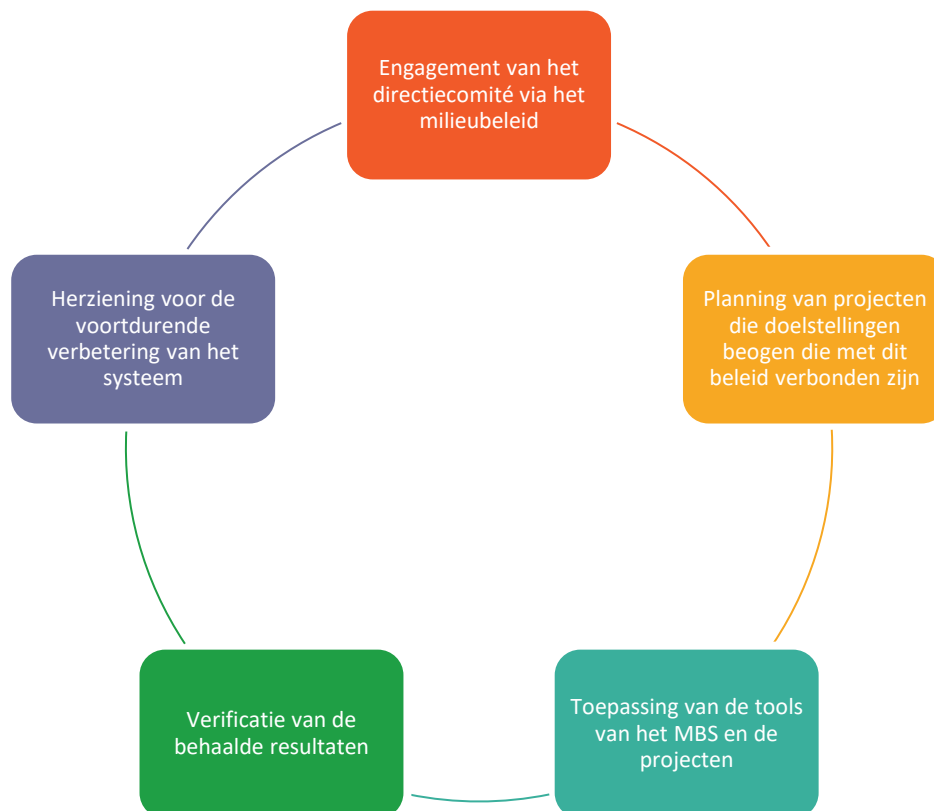 Engagement van het
directiecomité via het
milieubeleid
Planning van projecten
die doelstellingen
beogen die met dit
beleid verbonden zijn
Toepassing van de tools
van het MBS en de
projecten
Verificatie van de
behaalde resultaten
Herziening voor de
voortdurende
verbetering van het
systeem